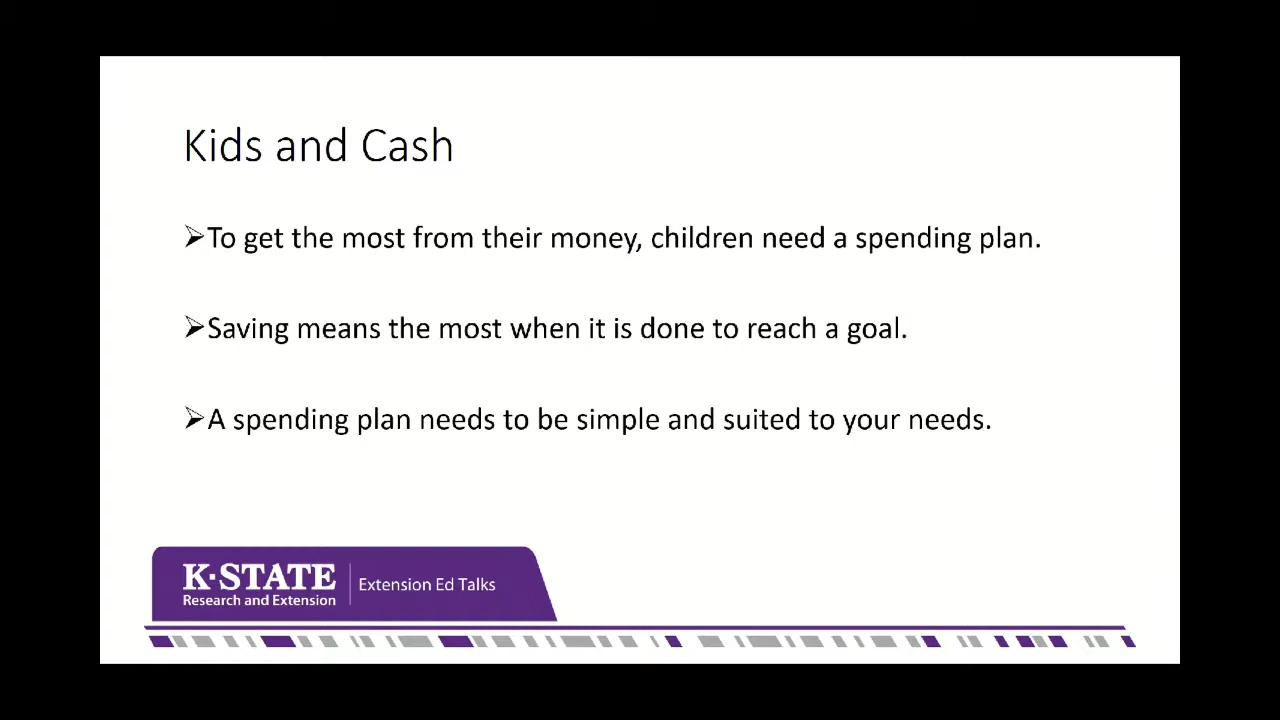 Kids and Cash
➢To get the most from their money, children need a spending plan.
➢Saving means the most when it is done to reach a goal.
➢A spending plan needs to be simple and suited to your needs.
K·STATE
Research and Extension
Extension Ed Talks